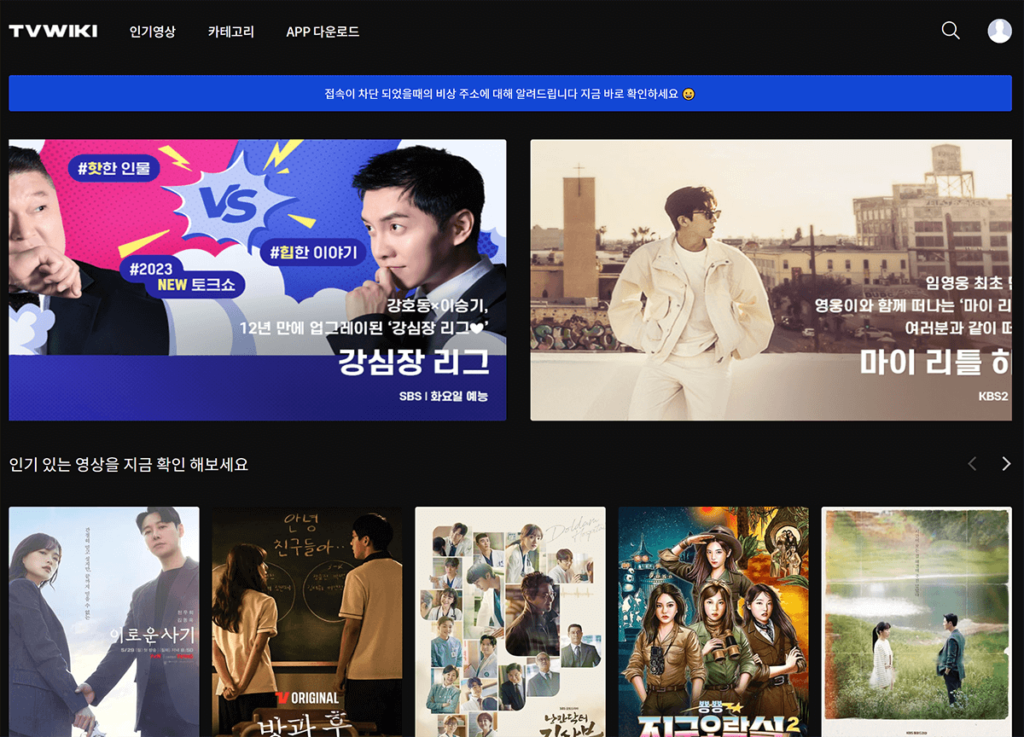 TVWIKI
인기영상
카테고리
APP 다운로드
접속이 차단 되었을때의 비상 주소에 대해 알려드립니다 지금 바로 확인하세요
#핫한 인물
VS
#힙한 이야기
#2023
NEW 토크쇼
강호동×이승기,
12년 만에 업그레이된 '강심장 리그♥'
강심장 리그
SBS | 화요일 예능
임영웅 최초
영웅이와 함께 떠나는 '마이 리
여러분과 같이
마이 리틀 히
KBS2
인기 있는 영상을 지금 확인 해보세요
이로운 사기
안녕
친구들아..
ORIGINAL
방과 후
낭만닥터
김사부
뿅뿅
지구오락실2